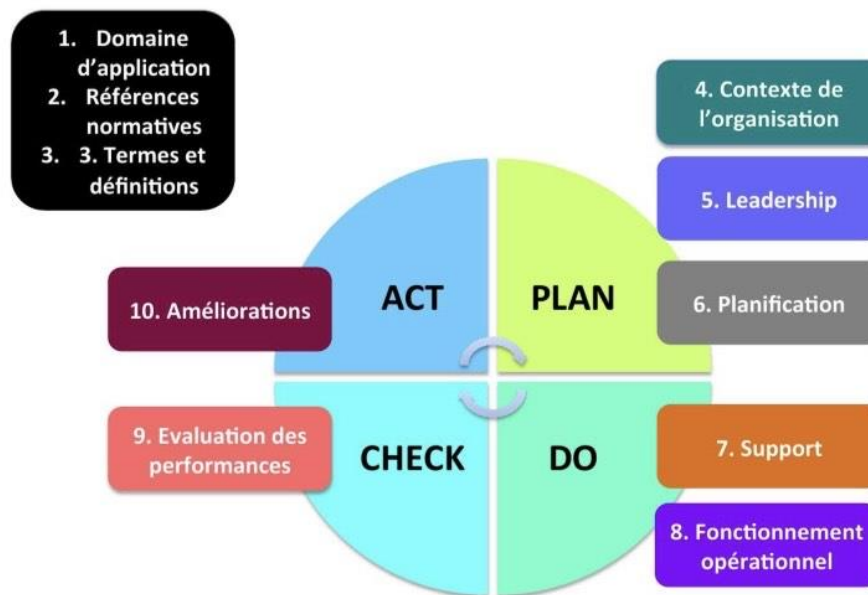 1. Domaine
d’application
2. Références
normatives
3. 3. Termes et
définitions
4. Contexte de
l’organisation
5. Leadership
ACT
PLAN
10. Améliorations
6. Planification
9. Evaluation des
performances
CHECK
DO
7. Support
8. Fonctionnement
opérationnel